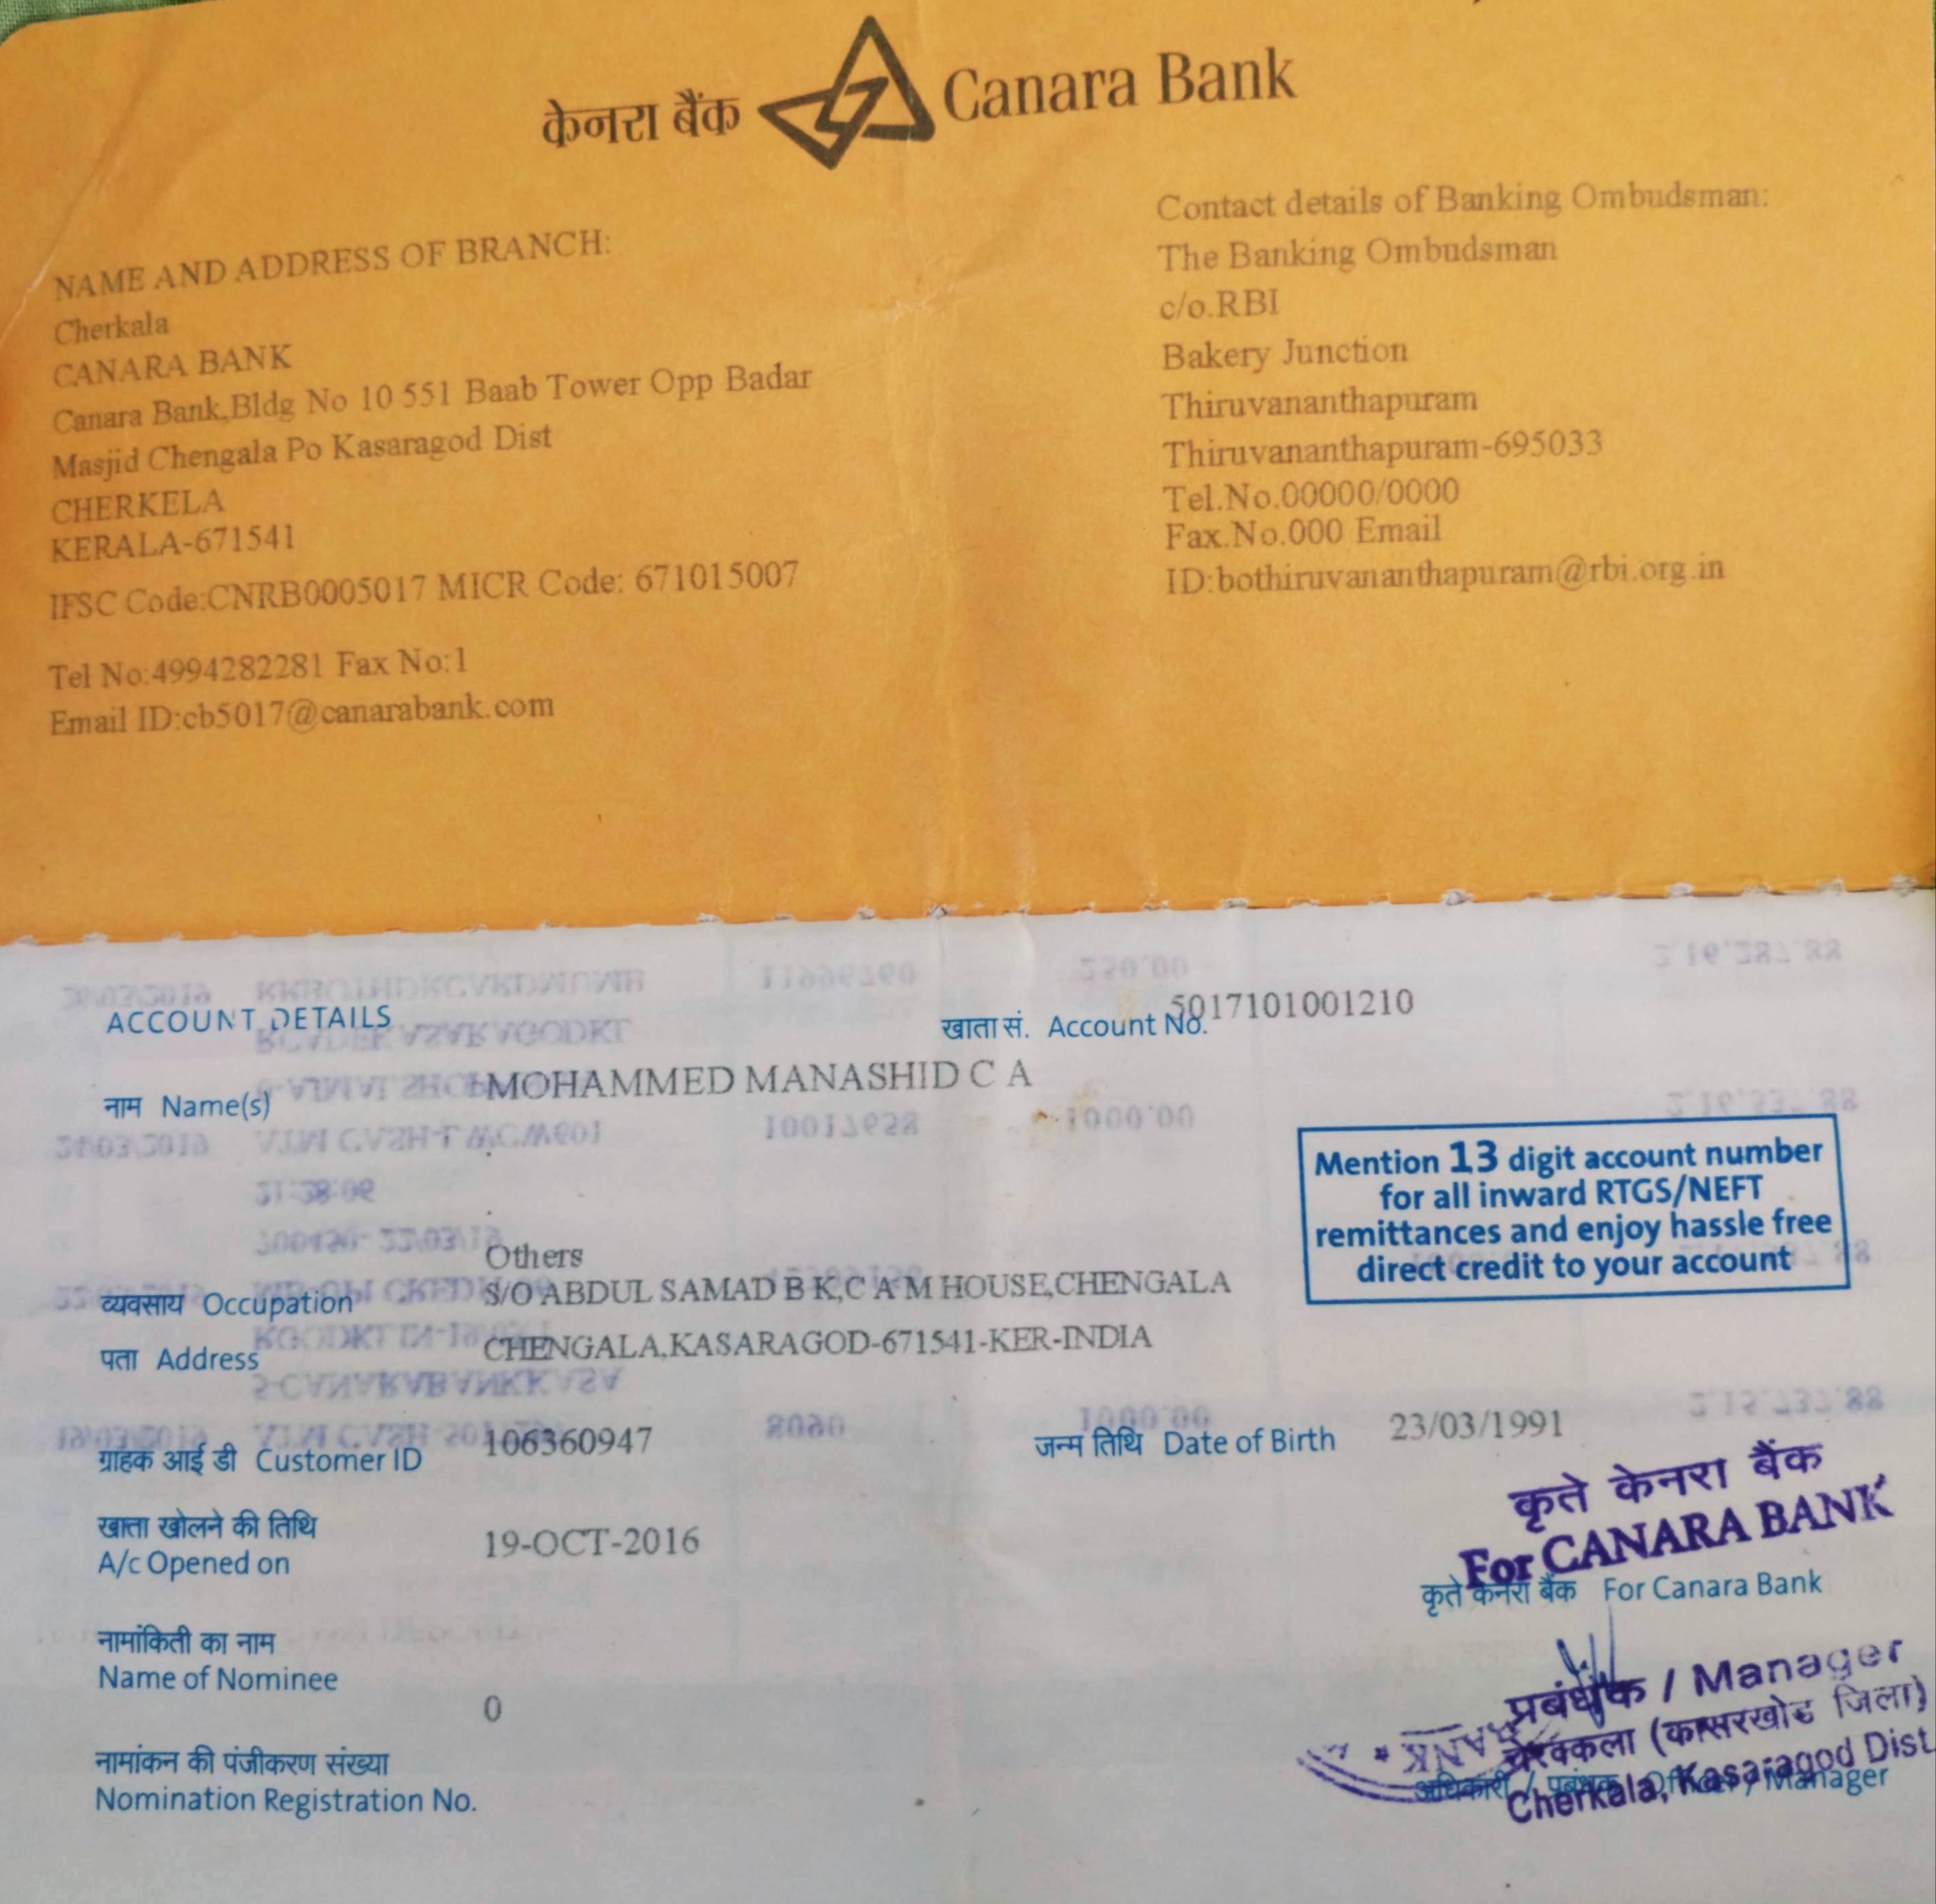 केनरा बैंक Canara Bank
NAME AND ADDRESS OF BRANCH:
Cherkala
CANARA BANK
Canara Bank,Bldg No 10 551 Baab Tower Opp Badar
Masjid Chengala Po Kasaragod Dist
CHERKELA
KERALA-671541
IFSC Code:CNRB0005017 MICR Code: 671015007
Tel No:4994282281 Fax No:1
Email ID:cb5017@canarabank.com
Contact details of Banking Ombudsman:
The Banking Ombudsman
c/o.RBI
Bakery Junction
Thiruvananthapuram
Thiruvananthapuram-695033
Tel.No.00000/0000
Fax.No.000 Email
ID:bothiruvananthapuram@rbi.org.in
ACCOUNT DETAILS
खाता सं. Account No. 5017101001210
नाम Name(s) MOHAMMED MANASHID C A
Mention 13 digit account number
for all inward RTGS/NEFT
remittances and enjoy hassle free
direct credit to your account
व्यवसाय Occupation Others
S/O ABDUL SAMAD B K,C A M HOUSE,CHENGALA
पता Address CHENGALA,KASARAGOD-671541-KER-INDIA
ग्राहक आई डी Customer ID 106360947
जन्म तिथि Date of Birth 23/03/1991
खाता खोलने की तिथि
A/c Opened on 19-OCT-2016
कृते केनरा बैंक
For CANARA BANK
कृते केनरा बैंक For Canara Bank
नामांकिती का नाम
Name of Nominee
0
नामांकन की पंजीकरण संख्या
Nomination Registration No.
प्रबंधक / Manager
चेरक्कला (कासरखोड जिला)
Cherkala, Kasaragod Dist
अधिकारी / प्रबंधक Officer / Manager